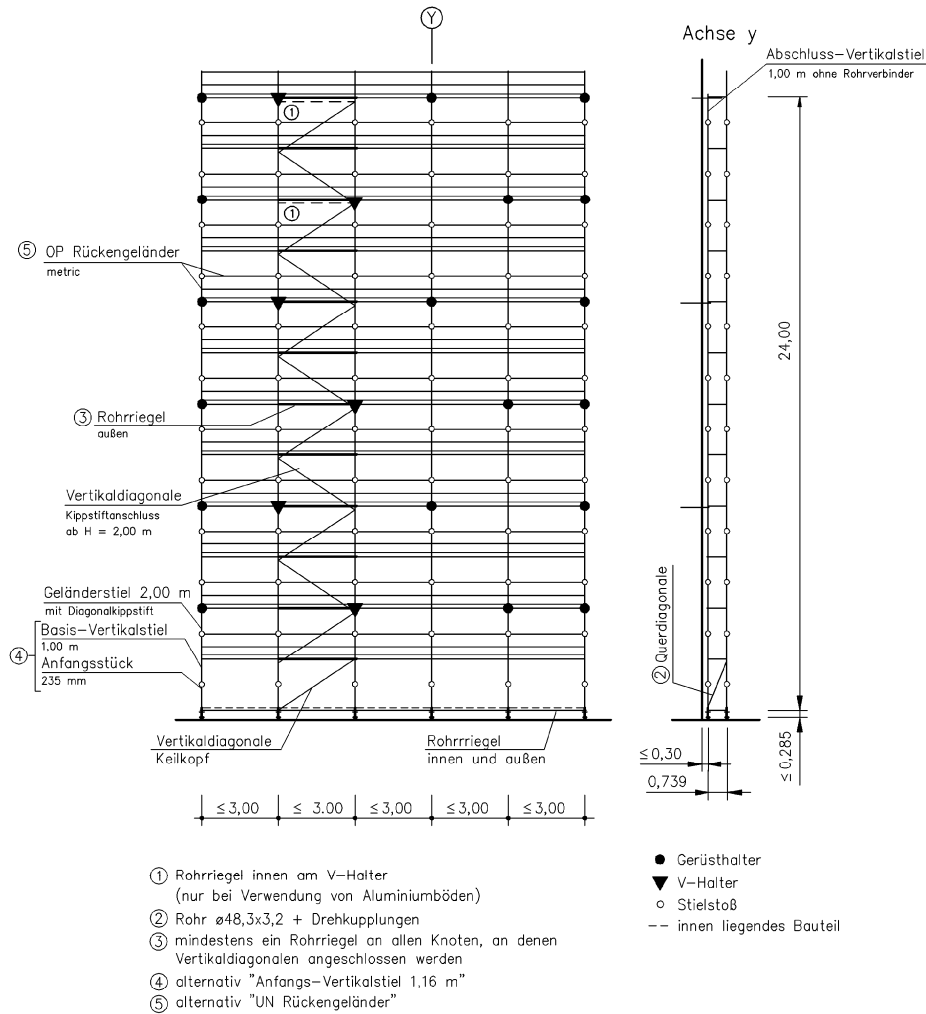 Y
Achse y
Abschluss-Vertikalstiel
1,00 m ohne Rohrverbinder
1
1
5 OP Rückengeländer
metric
24,00
3 Rohrriegel
außen
Vertikaldiagonale
Kippstiftanschluss
ab H = 2,00 m
Geländerstiel 2,00 m
mit Diagonalkippstift
4 Basis-Vertikalstiel
1.00 m
Anfangsstück
235 mm
2 Querdiagonale
Vertikaldiagonale
Keilkopf
Rohrrriegel
innen und außen
≤ 0,30
0,739
≤ 0,285
≤ 3,00
≤ 3.00
≤ 3,00
≤ 3,00
≤ 3,00
1 Rohrriegel innen am V-Halter
(nur bei Verwendung von Aluminiumböden)
2 Rohr ø48,3x3,2 + Drehkupplungen
3 mindestens ein Rohrriegel an allen Knoten, an denen
Vertikaldiagonalen angeschlossen werden
4 alternativ "Anfangs-Vertikalstiel 1,16 m"
5 alternativ "UN Rückengeländer"
Gerüsthalter
V-Halter
Stielstoß
-- innen liegendes Bauteil